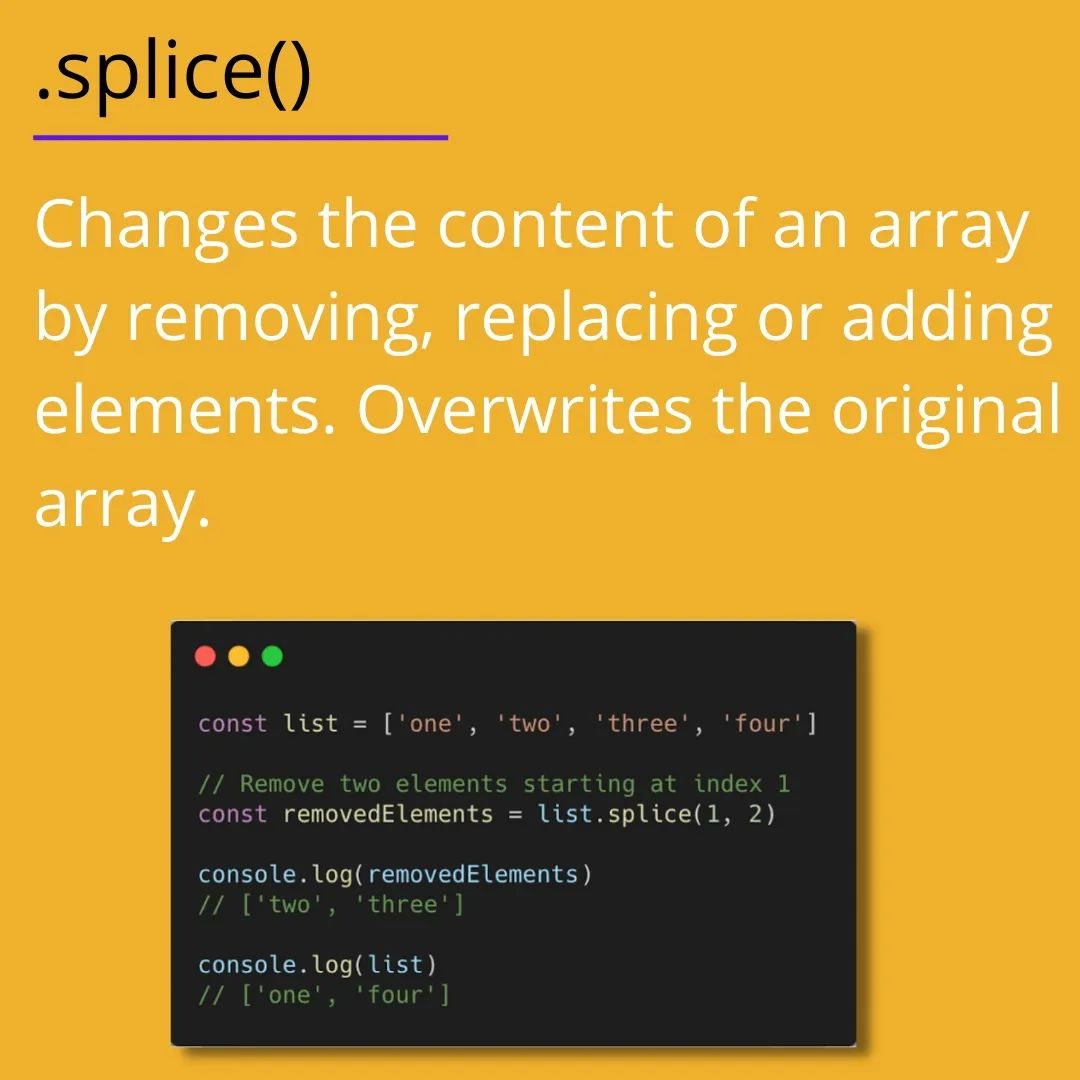 .splice()
Changes the content of an array
by removing, replacing or adding
elements. Overwrites the original
array.
const list = ['one', 'two', 'three', 'four']
// Remove two elements starting at index 1
const removedElements = list.splice(1, 2)
console.log(removedElements)
// ['two', 'three']
console.log(list)
// ['one', 'four']